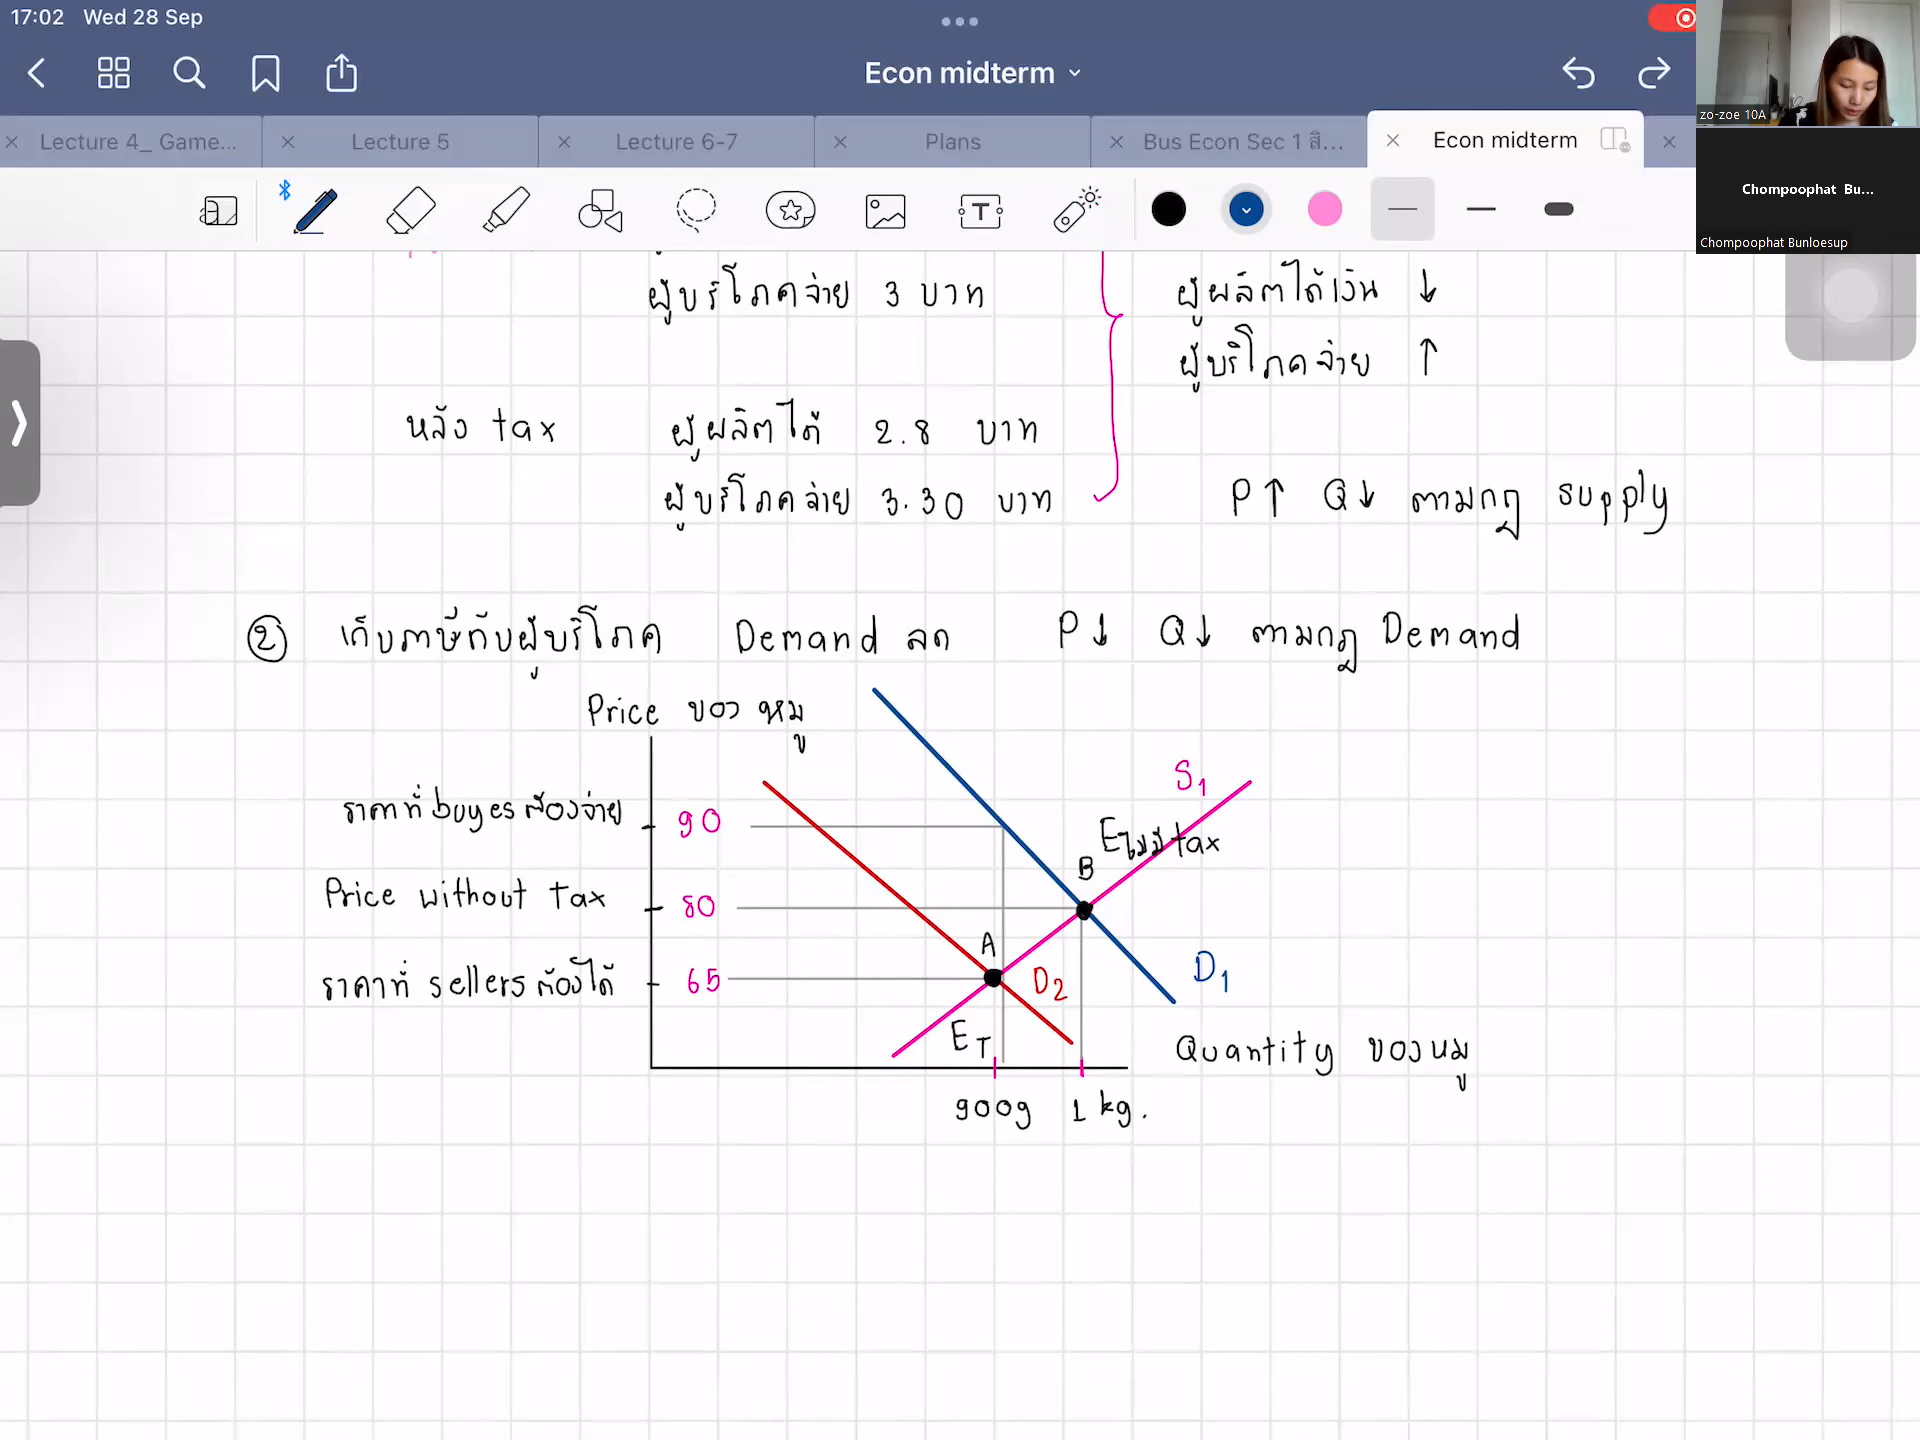 17:02 Wed 28 Sep
Econ midterm
zo-zoe 10A
Lecture 4_ Game...
Lecture 5
Lecture 6-7
Plans
Bus Econ Sec 1 สิ...
Econ midterm
Chompoophat Bu...
Chompoophat Bunloesup
ผู้บริโภคจ่าย 3 บาท
ผู้ผลิตได้เงิน ↓
ผู้บริโภคจ่าย ↑
หลัง tax ผู้ผลิตได้ 2.8 บาท
ผู้บริโภคจ่าย 3.30 บาท
P↑ Q↓ ตามกฎ supply
② เก็บภาษีกับผู้บริโภค Demand ลด P↓ Q↓ ตามกฎ Demand
Price ของ หมู
S1
ราคาที่ buyes ต้องจ่าย 90
E ไม่มี tax
B
Price without tax 80
A
D1
ราคาที่ sellers ต้องได้ 65
D2
ET
Quantity ของหมู
900g 1 kg.